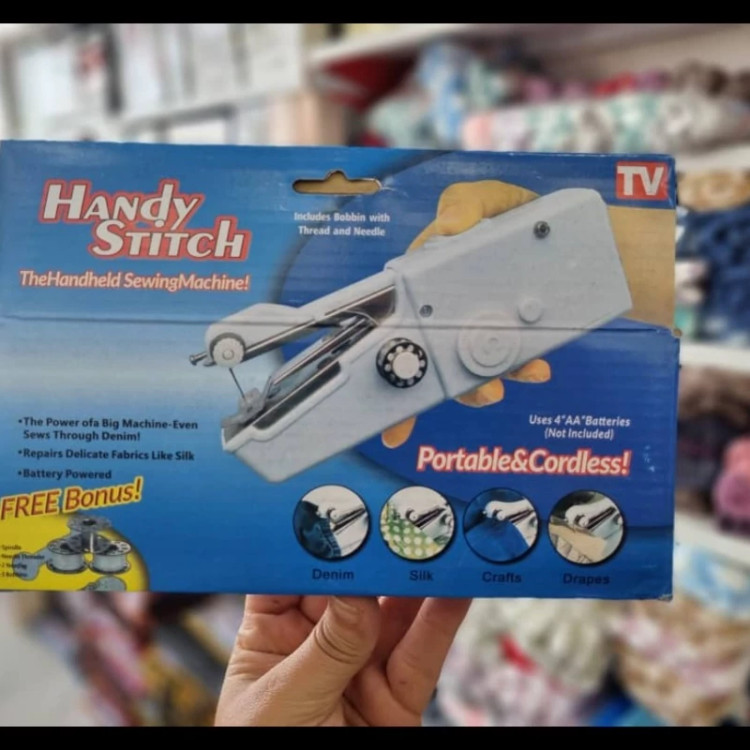 HANDY
STITCH
TheHandheld SewingMachine!
Includes Bobbin with
Thread and Needle
TV
•The Power ofa Big Machine-Even
Sews Through Denim!
•Repairs Delicate Fabrics Like Silk
•Battery Powered
FREE Bonus!
Uses 4"AA"Batteries
(Not Included)
Portable&Cordless!
Denim
Silk
Crafts
Drapes